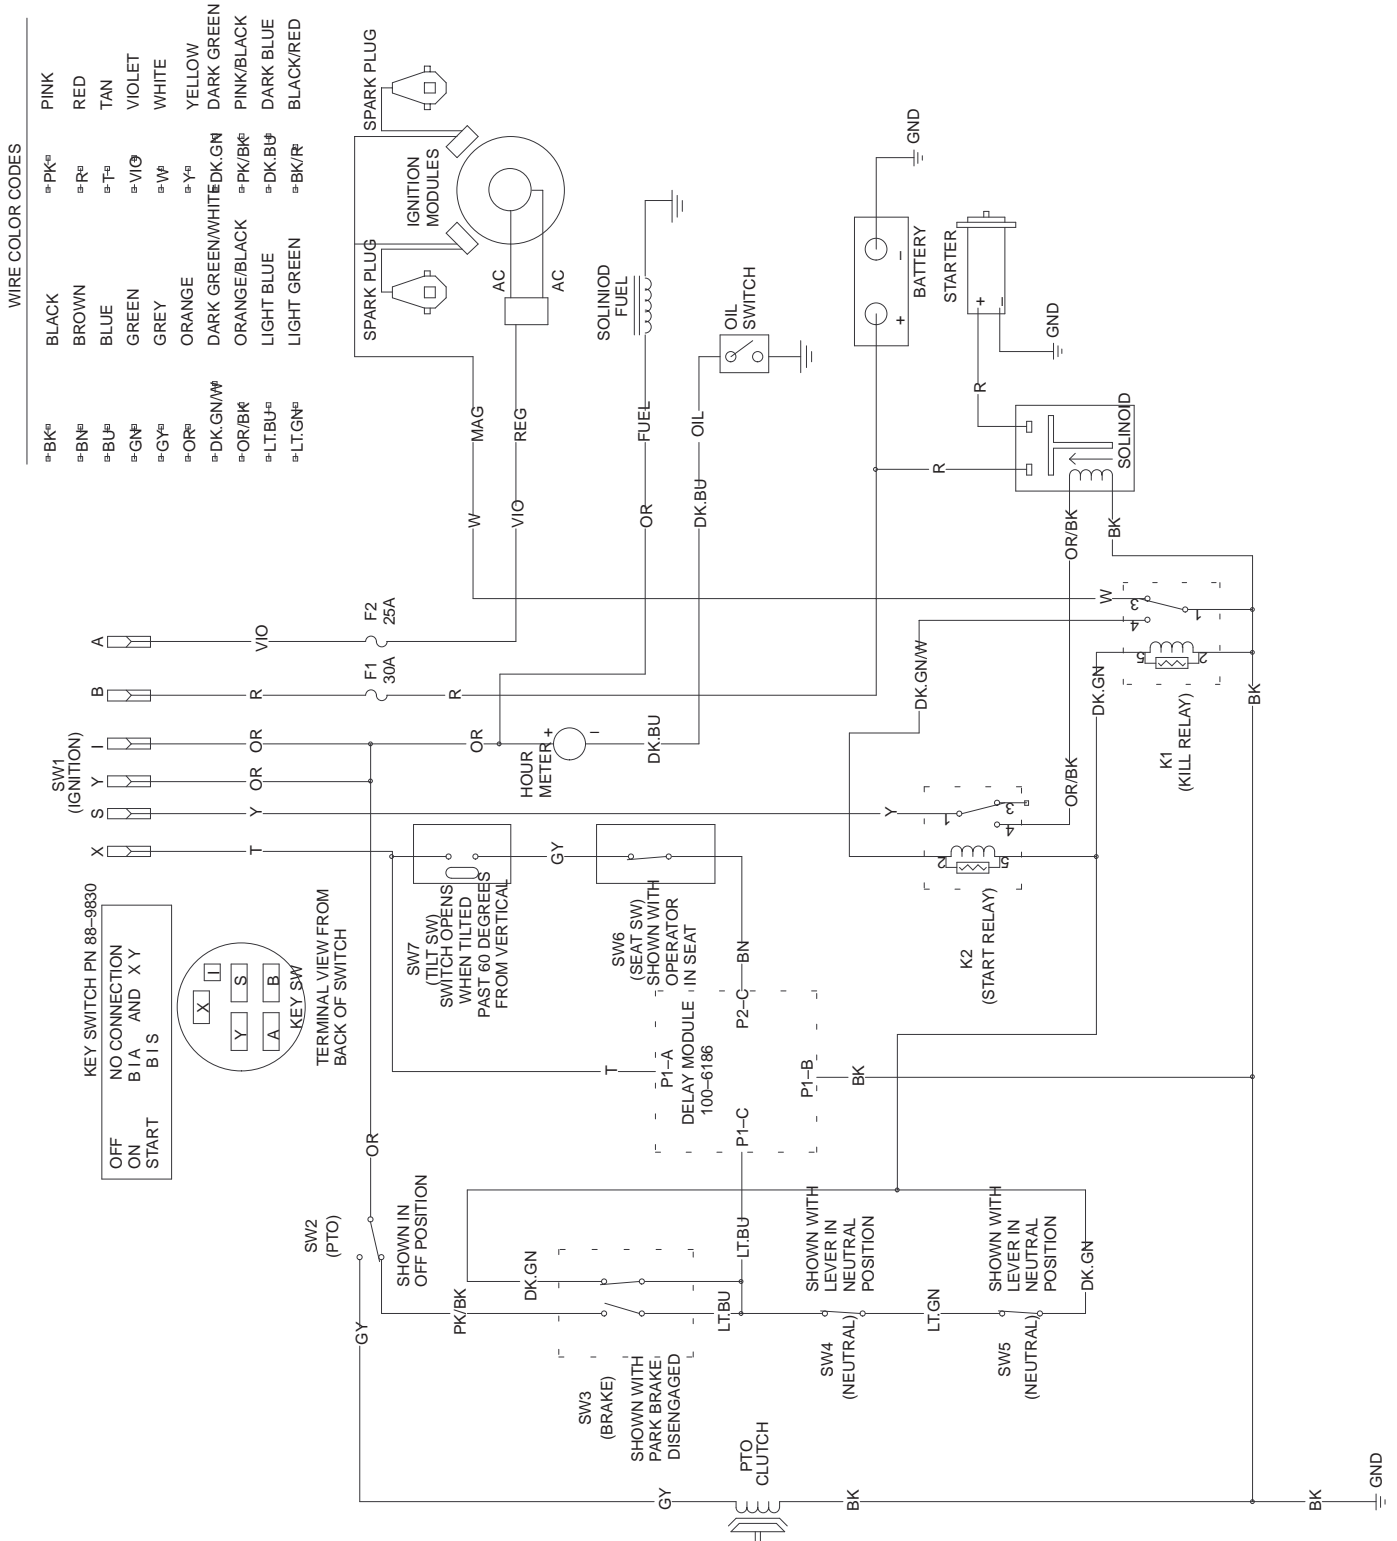 WIRE COLOR CODES
BK BLACK
BN BROWN
BU BLUE
GN GREEN
GY GREY
OR ORANGE
DK.GN/W DARK GREEN/WHITE
OR/BK ORANGE/BLACK
LT.BU LIGHT BLUE
LT.GN LIGHT GREEN
PK PINK
R RED
T TAN
VIO VIOLET
W WHITE
Y YELLOW
DK.GN DARK GREEN
PK/BK PINK/BLACK
DK.BU DARK BLUE
BK/R BLACK/RED
KEY SWITCH PN 88–9830
OFF NO CONNECTION
ON B I A AND X Y
START B I S
X
I
Y
S
A
B
KEY SW
TERMINAL VIEW FROM
BACK OF SWITCH
SW1
(IGNITION)
X
S
Y
I
B
A
T
Y
OR
OR
R
VIO
F1
30A
F2
25A
R
OR
HOUR
METER
+
–
DK.BU
W
MAG
VIO
REG
OR
FUEL
DK.BU
OIL
SPARK PLUG
SPARK PLUG
IGNITION
MODULES
AC
AC
SOLINIOD
FUEL
OIL
SWITCH
BATTERY
+
–
GND
STARTER
+
–
GND
R
R
SOLINOID
OR/BK
BK
W
3
4
1
5
2
K1
(KILL RELAY)
DK.GN/W
DK.GN
BK
OR/BK
Y
1
3
4
2
5
K2
(START RELAY)
SW7
(TILT SW)
SWITCH OPENS
WHEN TILTED
PAST 60 DEGREES
FROM VERTICAL
GY
SW6
(SEAT SW)
SHOWN WITH
OPERATOR
IN SEAT
BN
P2–C
T
P1–A
DELAY MODULE
100–6186
P1–B
P1–C
BK
OR
SW2
(PTO)
SHOWN IN
OFF POSITION
GY
PK/BK
DK.GN
LT.BU
LT.BU
SW3
(BRAKE)
SHOWN WITH
PARK BRAKE
DISENGAGED
SHOWN WITH
LEVER IN
NEUTRAL
POSITION
SW4
(NEUTRAL)
LT.GN
SHOWN WITH
LEVER IN
NEUTRAL
POSITION
SW5
(NEUTRAL)
DK.GN
GY
PTO
CLUTCH
BK
BK
GND